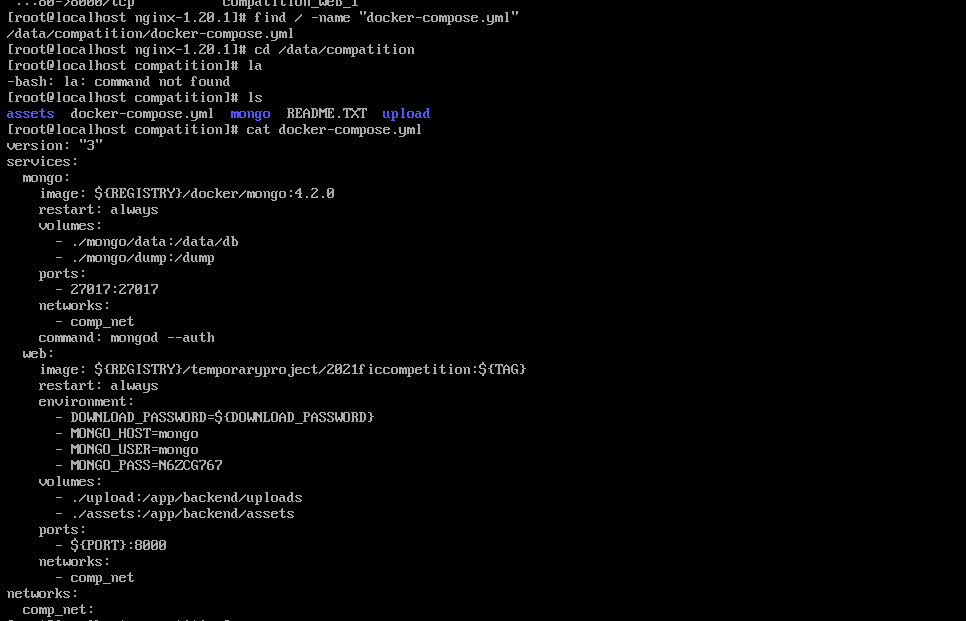 ...80->8000/tcp           compatition_web_1
[root@localhost nginx-1.20.1]# find / -name "docker-compose.yml"
/data/compatition/docker-compose.yml
[root@localhost nginx-1.20.1]# cd /data/compatition
[root@localhost compatition]# la
-bash: la: command not found
[root@localhost compatition]# ls
assets  docker-compose.yml  mongo  README.TXT  upload
[root@localhost compatition]# cat docker-compose.yml
version: "3"
services:
  mongo:
    image: ${REGISTRY}/docker/mongo:4.2.0
    restart: always
    volumes:
      - ./mongo/data:/data/db
      - ./mongo/dump:/dump
    ports:
      - 27017:27017
    networks:
      - comp_net
    command: mongod --auth
  web:
    image: ${REGISTRY}/temporaryproject/2021ficcompetition:${TAG}
    restart: always
    environment:
      - DOWNLOAD_PASSWORD=${DOWNLOAD_PASSWORD}
      - MONGO_HOST=mongo
      - MONGO_USER=mongo
      - MONGO_PASS=N6ZCG767
    volumes:
      - ./upload:/app/backend/uploads
      - ./assets:/app/backend/assets
    ports:
      - ${PORT}:8000
    networks:
      - comp_net
networks:
  comp_net: